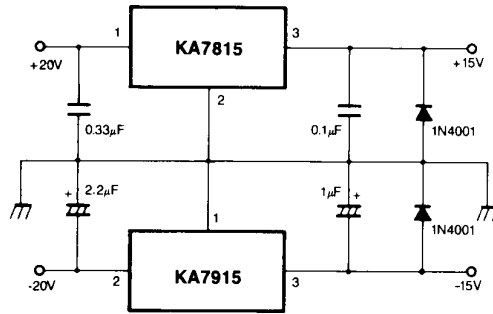 1
KA7815
3
+20V
+15V
2
0.33μF
0.1μF
1N4001
+
2.2μF
1μF
+
1N4001
1
-20V
2
KA7915
3
-15V